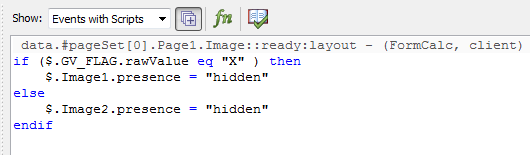 Show: Events with Scripts fn
data.#pageSet[0].Page1.Image::ready:layout - (FormCalc, client)
if ($.GV_FLAG.rawValue eq "X" ) then
    $.Image1.presence = "hidden"
else
    $.Image2.presence = "hidden"
endif